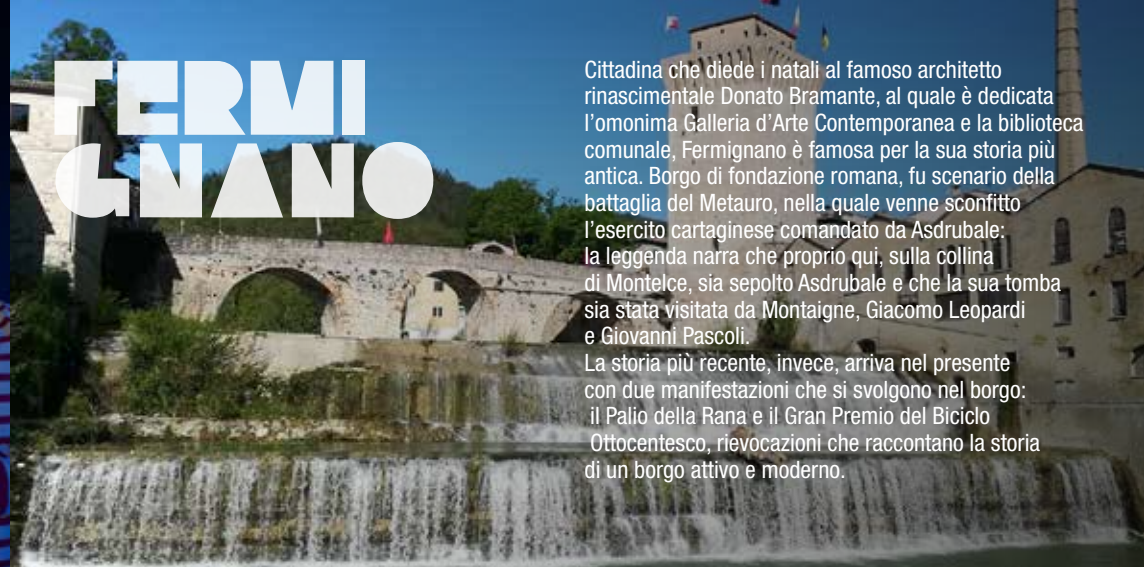 FERMI
GNANO
Cittadina che diede i natali al famoso architetto
rinascimentale Donato Bramante, al quale è dedicata
l'omonima Galleria d'Arte Contemporanea e la biblioteca
comunale, Fermignano è famosa per la sua storia più
antica. Borgo di fondazione romana, fu scenario della
battaglia del Metauro, nella quale venne sconfitto
l'esercito cartaginese comandato da Asdrubale:
la leggenda narra che proprio qui, sulla collina
di Montelce, sia sepolto Asdrubale e che la sua tomba
sia stata visitata da Montaigne, Giacomo Leopardi
e Giovanni Pascoli.
La storia più recente, invece, arriva nel presente
con due manifestazioni che si svolgono nel borgo:
il Palio della Rana e il Gran Premio del Biciclo
Ottocentesco, rievocazioni che raccontano la storia
di un borgo attivo e moderno.